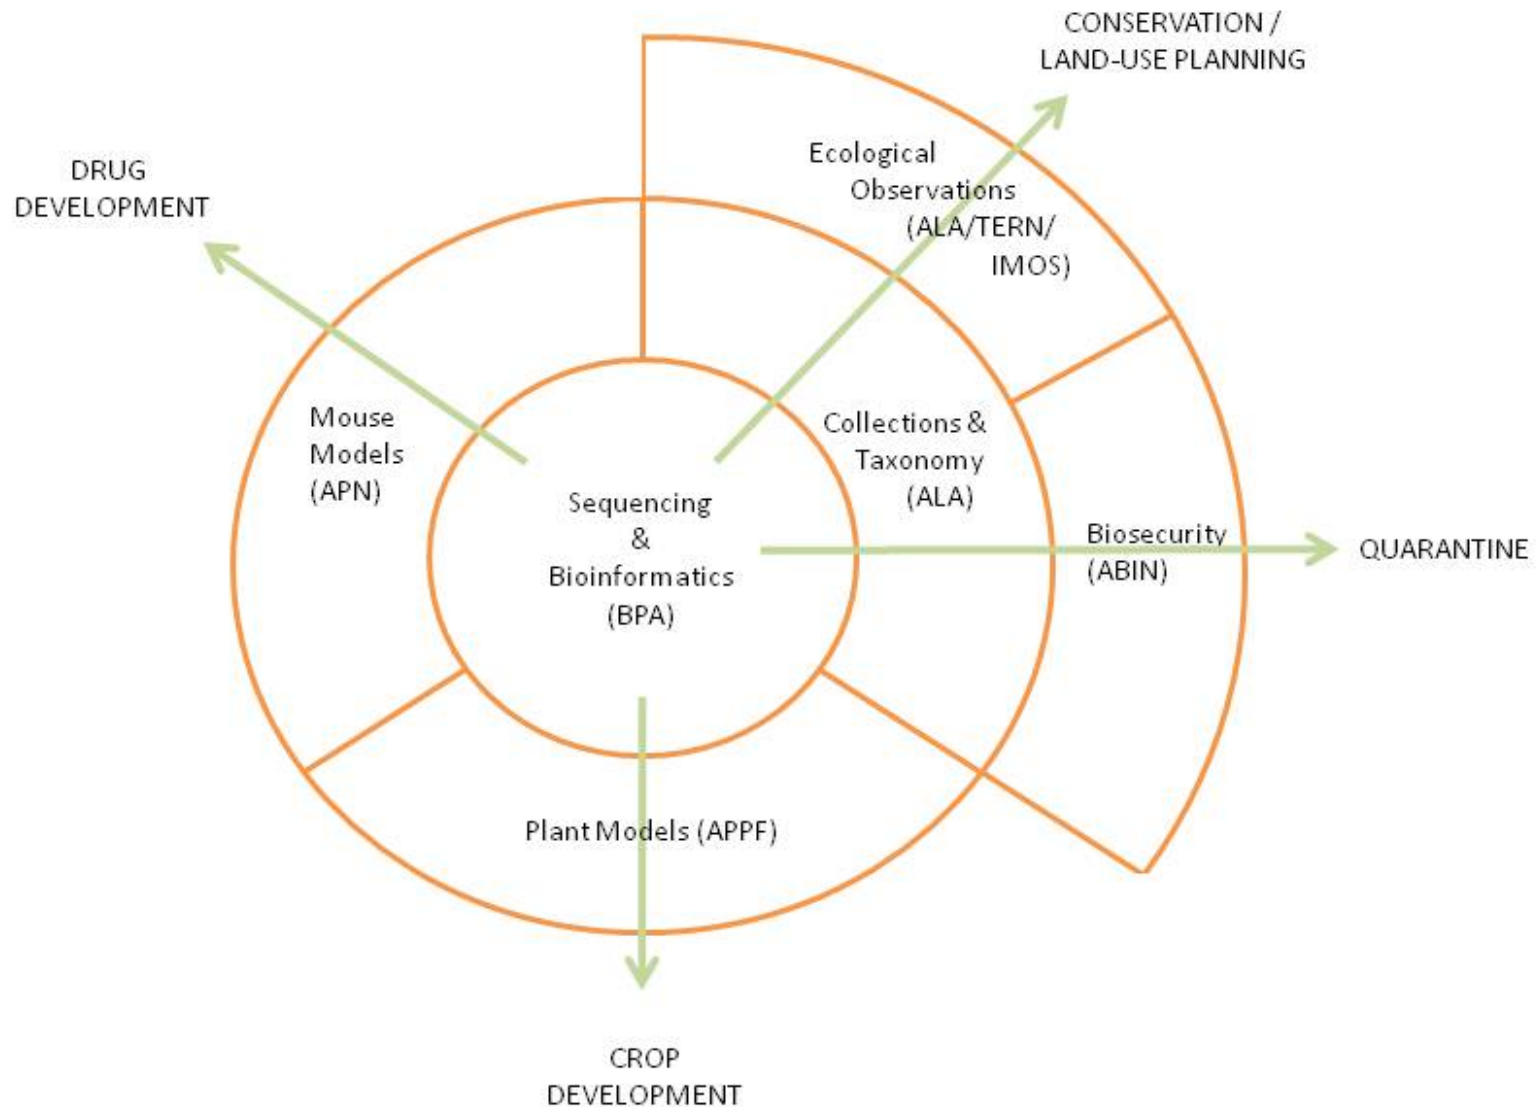 CONSERVATION /
LAND-USE PLANNING
DRUG
DEVELOPMENT
Ecological
Observations
(ALA/TERN/
IMOS)
Mouse
Models
(APN)
Collections &
Taxonomy
(ALA)
Sequencing
&
Bioinformatics
(BPA)
Biosecurity
(ABIN)
QUARANTINE
Plant Models (APPF)
CROP
DEVELOPMENT